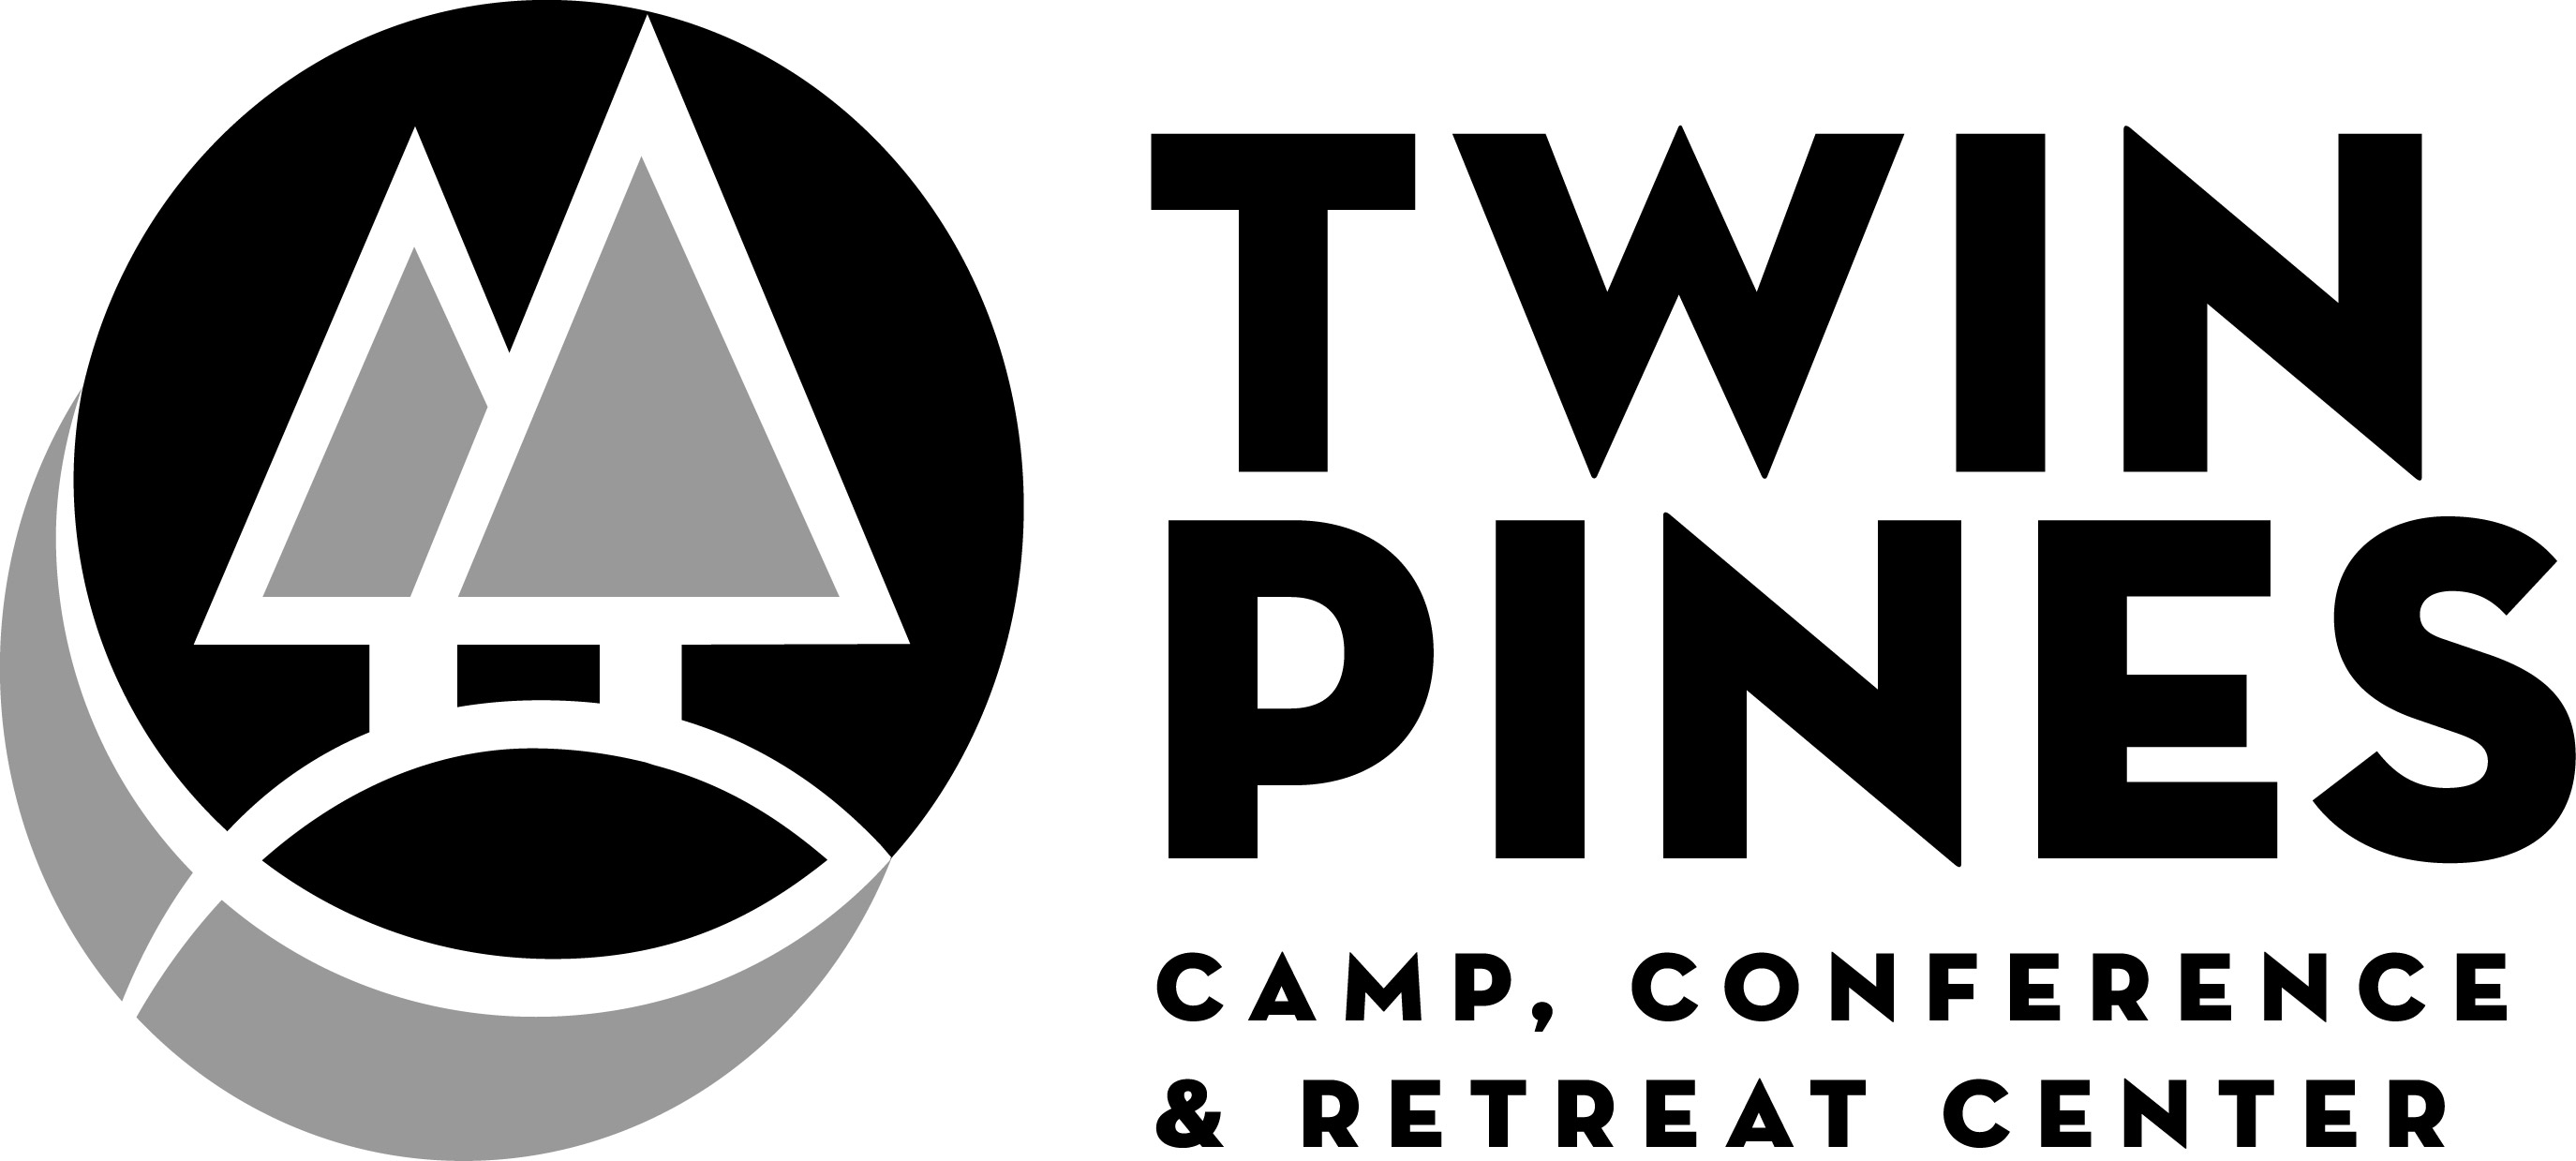 TWIN
PINES
CAMP, CONFERENCE
& RETREAT CENTER